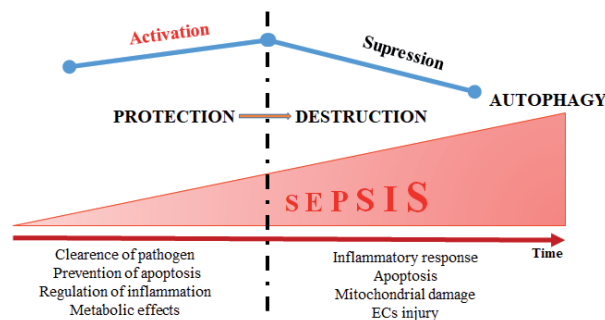 Activation
Supression
AUTOPHAGY
PROTECTION
DESTRUCTION
SEPSIS
Time
Clearence of pathogen
Prevention of apoptosis
Regulation of inflammation
Metabolic effects
Inflammatory response
Apoptosis
Mitochondrial damage
ECs injury